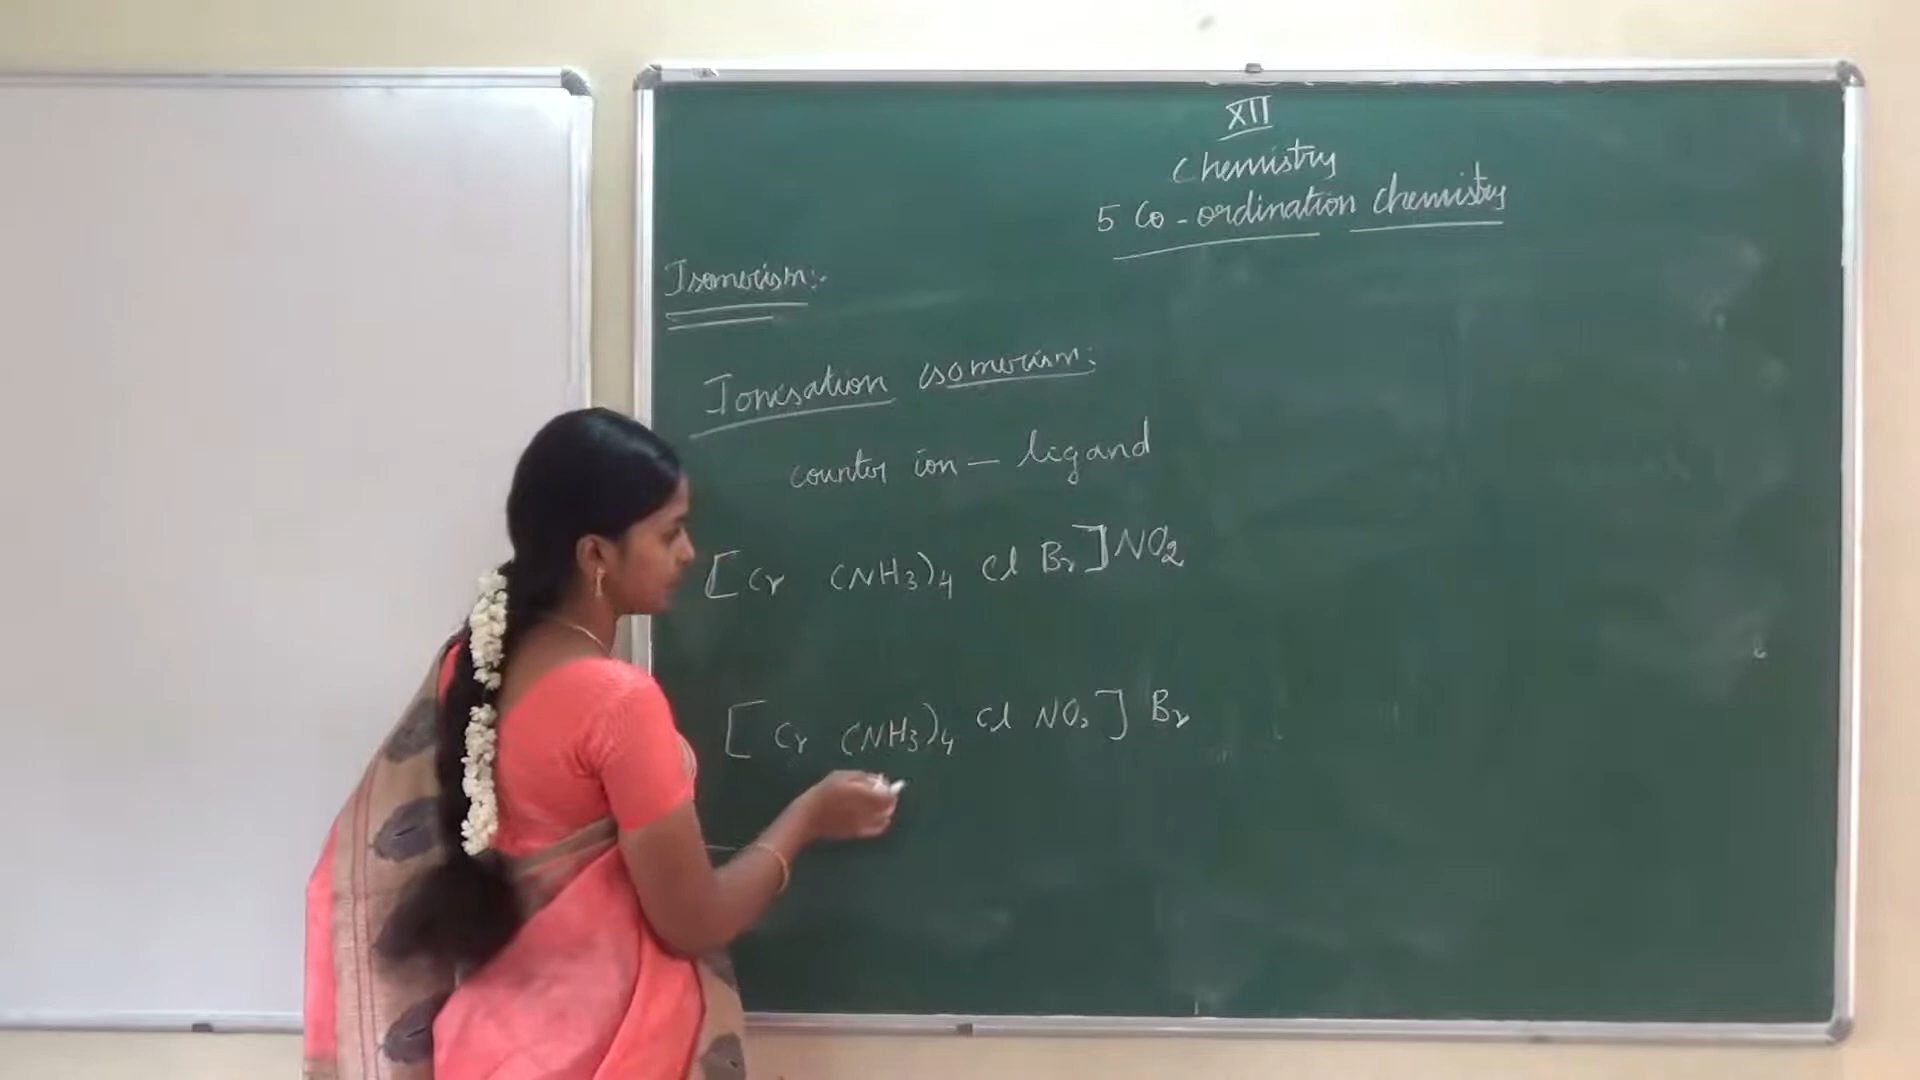 XII
Chemistry
5 Co-ordination chemistry
Isomerism:-
Ionisation isomerism:
counter ion — ligand
[Cr (NH3)4 Cl Br] NO2
[Cr (NH3)4 Cl NO2] Br